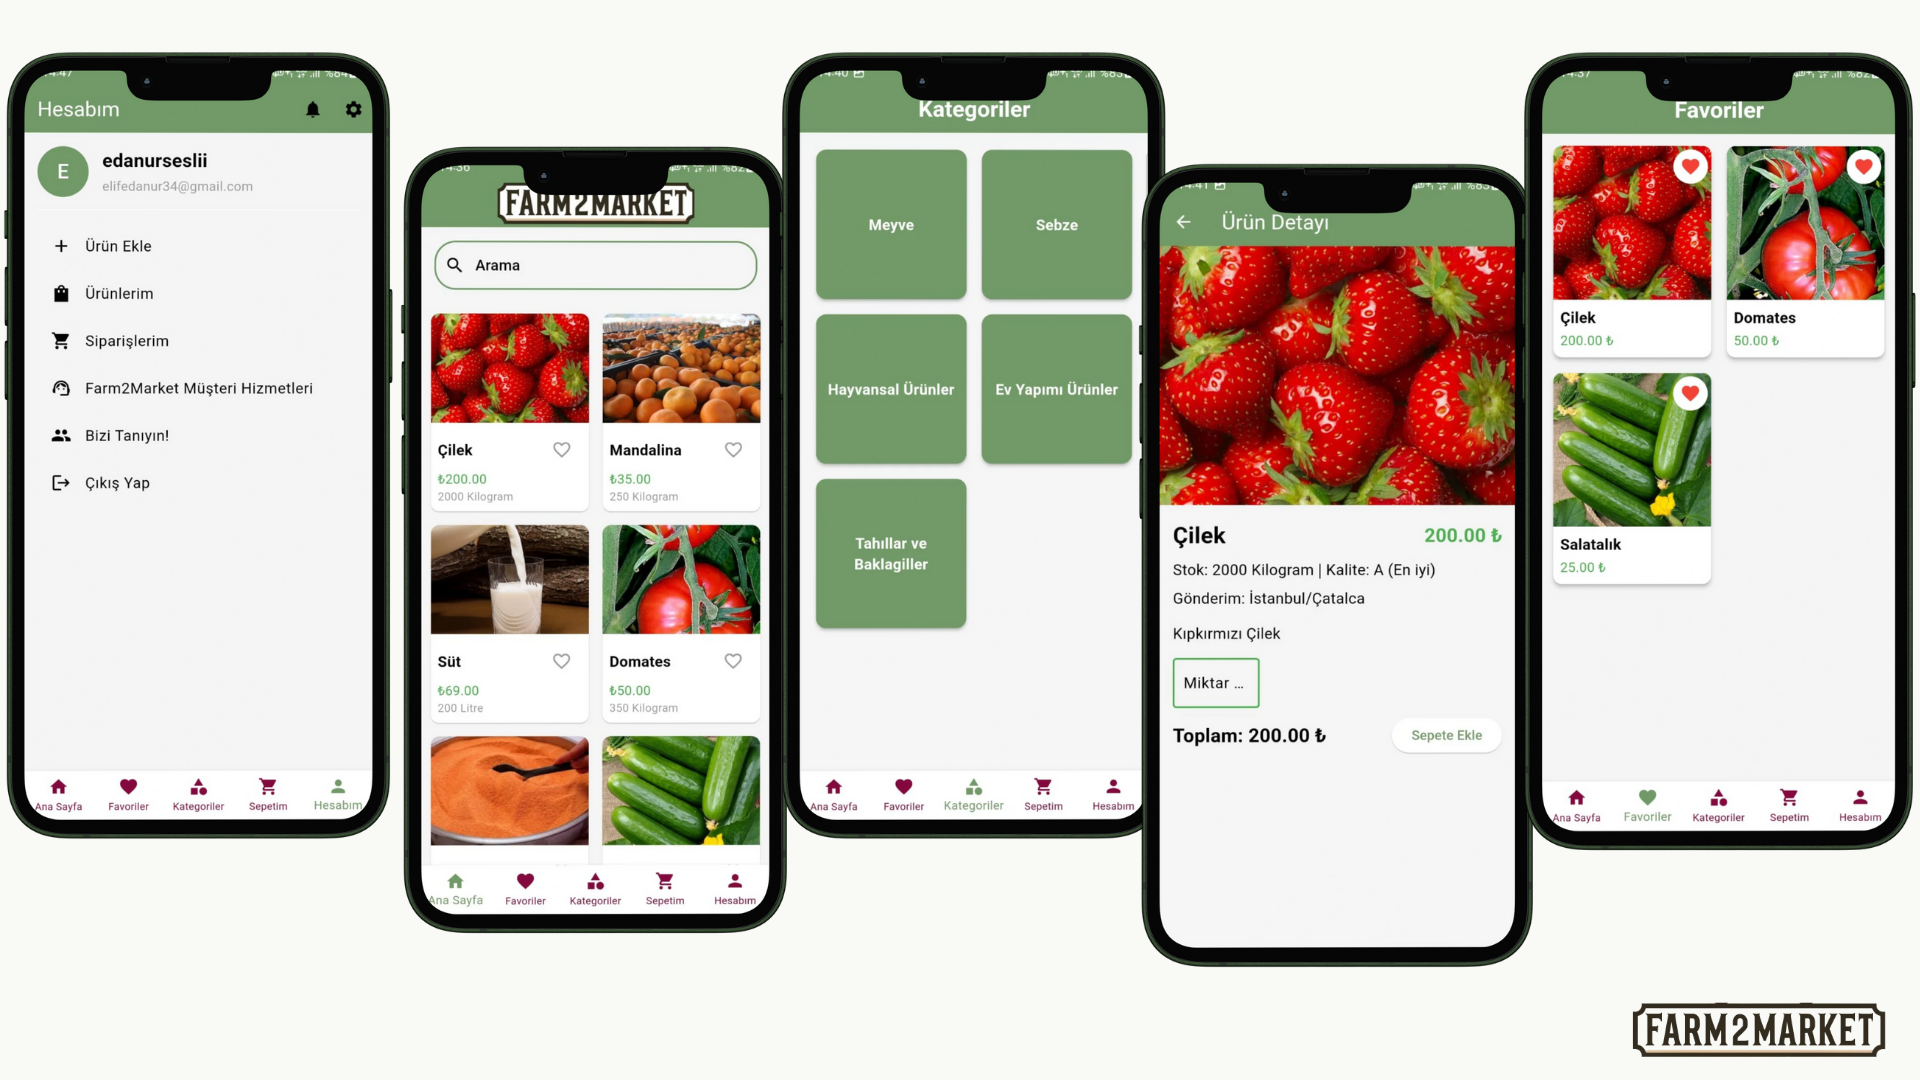 Hesabım
E
edanurseslii
elifedanur34@gmail.com
Ürün Ekle
Ürünlerim
Siparişlerim
Farm2Market Müşteri Hizmetleri
Bizi Tanıyın!
Çıkış Yap
Ana Sayfa
Favoriler
Kategoriler
Sepetim
Hesabım
FARM2MARKET
Arama
Çilek
₺200.00
2000 Kilogram
Mandalina
₺35.00
250 Kilogram
Süt
₺69.00
200 Litre
Domates
₺50.00
350 Kilogram
Ana Sayfa
Favoriler
Kategoriler
Sepetim
Hesabım
Kategoriler
Meyve
Sebze
Hayvansal Ürünler
Ev Yapımı Ürünler
Tahıllar ve
Baklagiller
Ana Sayfa
Favoriler
Kategoriler
Sepetim
Hesabım
Ürün Detayı
Çilek
200.00 ₺
Stok: 2000 Kilogram | Kalite: A (En iyi)
Gönderim: İstanbul/Çatalca
Kıpkırmızı Çilek
Miktar ...
Toplam: 200.00 ₺
Sepete Ekle
Favoriler
Çilek
200.00 ₺
Domates
50.00 ₺
Salatalık
25.00 ₺
Ana Sayfa
Favoriler
Kategoriler
Sepetim
Hesabım
FARM2MARKET